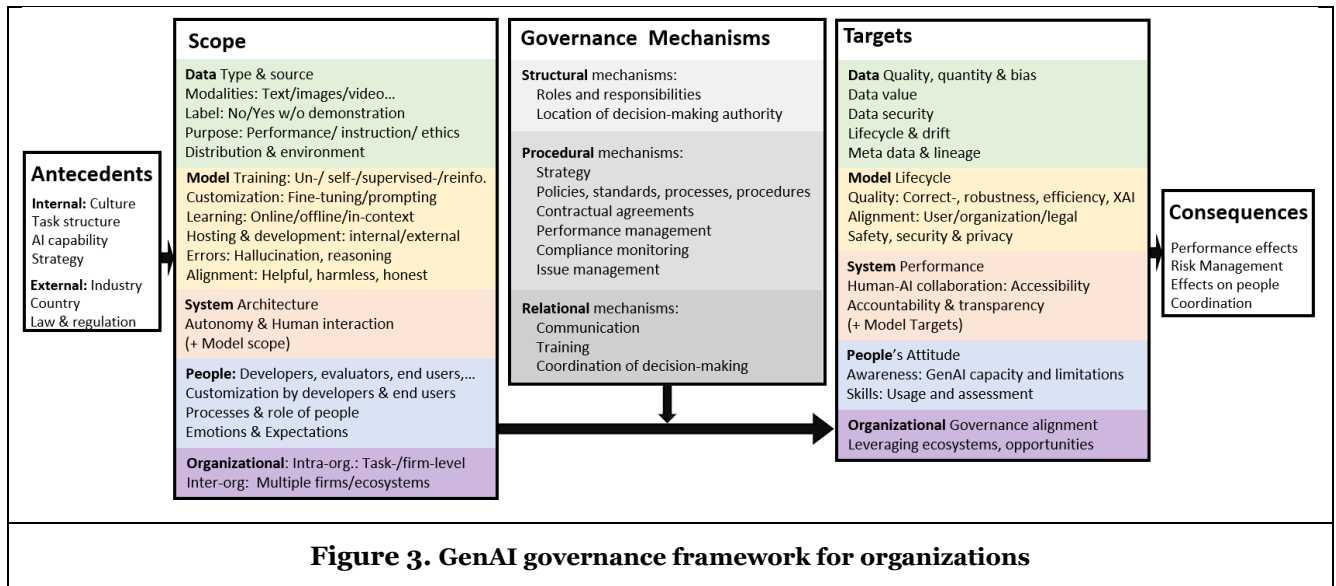 Antecedents
Internal: Culture
Task structure
AI capability
Strategy
External: Industry
Country
Law & regulation
Scope
Data Type & source
Modalities: Text/images/video...
Label: No/Yes w/o demonstration
Purpose: Performance/ instruction/ ethics
Distribution & environment
Model Training: Un-/ self-/supervised-/reinfo.
Customization: Fine-tuning/prompting
Learning: Online/offline/in-context
Hosting & development: internal/external
Errors: Hallucination, reasoning
Alignment: Helpful, harmless, honest
System Architecture
Autonomy & Human interaction
(+ Model scope)
People: Developers, evaluators, end users,...
Customization by developers & end users
Processes & role of people
Emotions & Expectations
Organizational: Intra-org.: Task-/firm-level
Inter-org: Multiple firms/ecosystems
Governance Mechanisms
Structural mechanisms:
Roles and responsibilities
Location of decision-making authority
Procedural mechanisms:
Strategy
Policies, standards, processes, procedures
Contractual agreements
Performance management
Compliance monitoring
Issue management
Relational mechanisms:
Communication
Training
Coordination of decision-making
Targets
Data Quality, quantity & bias
Data value
Data security
Lifecycle & drift
Meta data & lineage
Model Lifecycle
Quality: Correct-, robustness, efficiency, XAI
Alignment: User/organization/legal
Safety, security & privacy
System Performance
Human-AI collaboration: Accessibility
Accountability & transparency
(+ Model Targets)
People's Attitude
Awareness: GenAI capacity and limitations
Skills: Usage and assessment
Organizational Governance alignment
Leveraging ecosystems, opportunities
Consequences
Performance effects
Risk Management
Effects on people
Coordination
Figure 3. GenAI governance framework for organizations